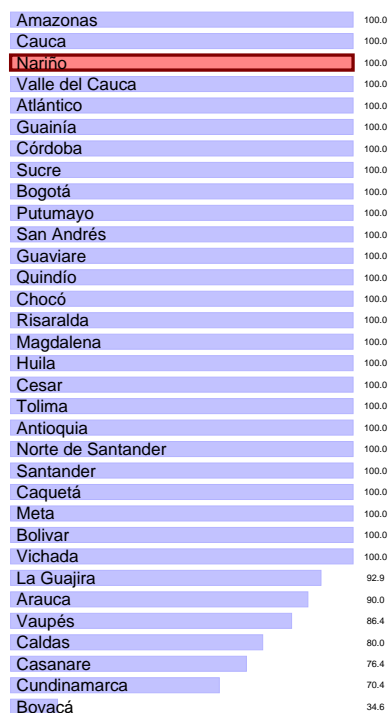 Amazonas 100.0
Cauca 100.0
Nariño 100.0
Valle del Cauca 100.0
Atlántico 100.0
Guainía 100.0
Córdoba 100.0
Sucre 100.0
Bogotá 100.0
Putumayo 100.0
San Andrés 100.0
Guaviare 100.0
Quindío 100.0
Chocó 100.0
Risaralda 100.0
Magdalena 100.0
Huila 100.0
Cesar 100.0
Tolima 100.0
Antioquia 100.0
Norte de Santander 100.0
Santander 100.0
Caquetá 100.0
Meta 100.0
Bolivar 100.0
Vichada 100.0
La Guajira 92.9
Arauca 90.0
Vaupés 86.4
Caldas 80.0
Casanare 76.4
Cundinamarca 70.4
Boyacá 34.6